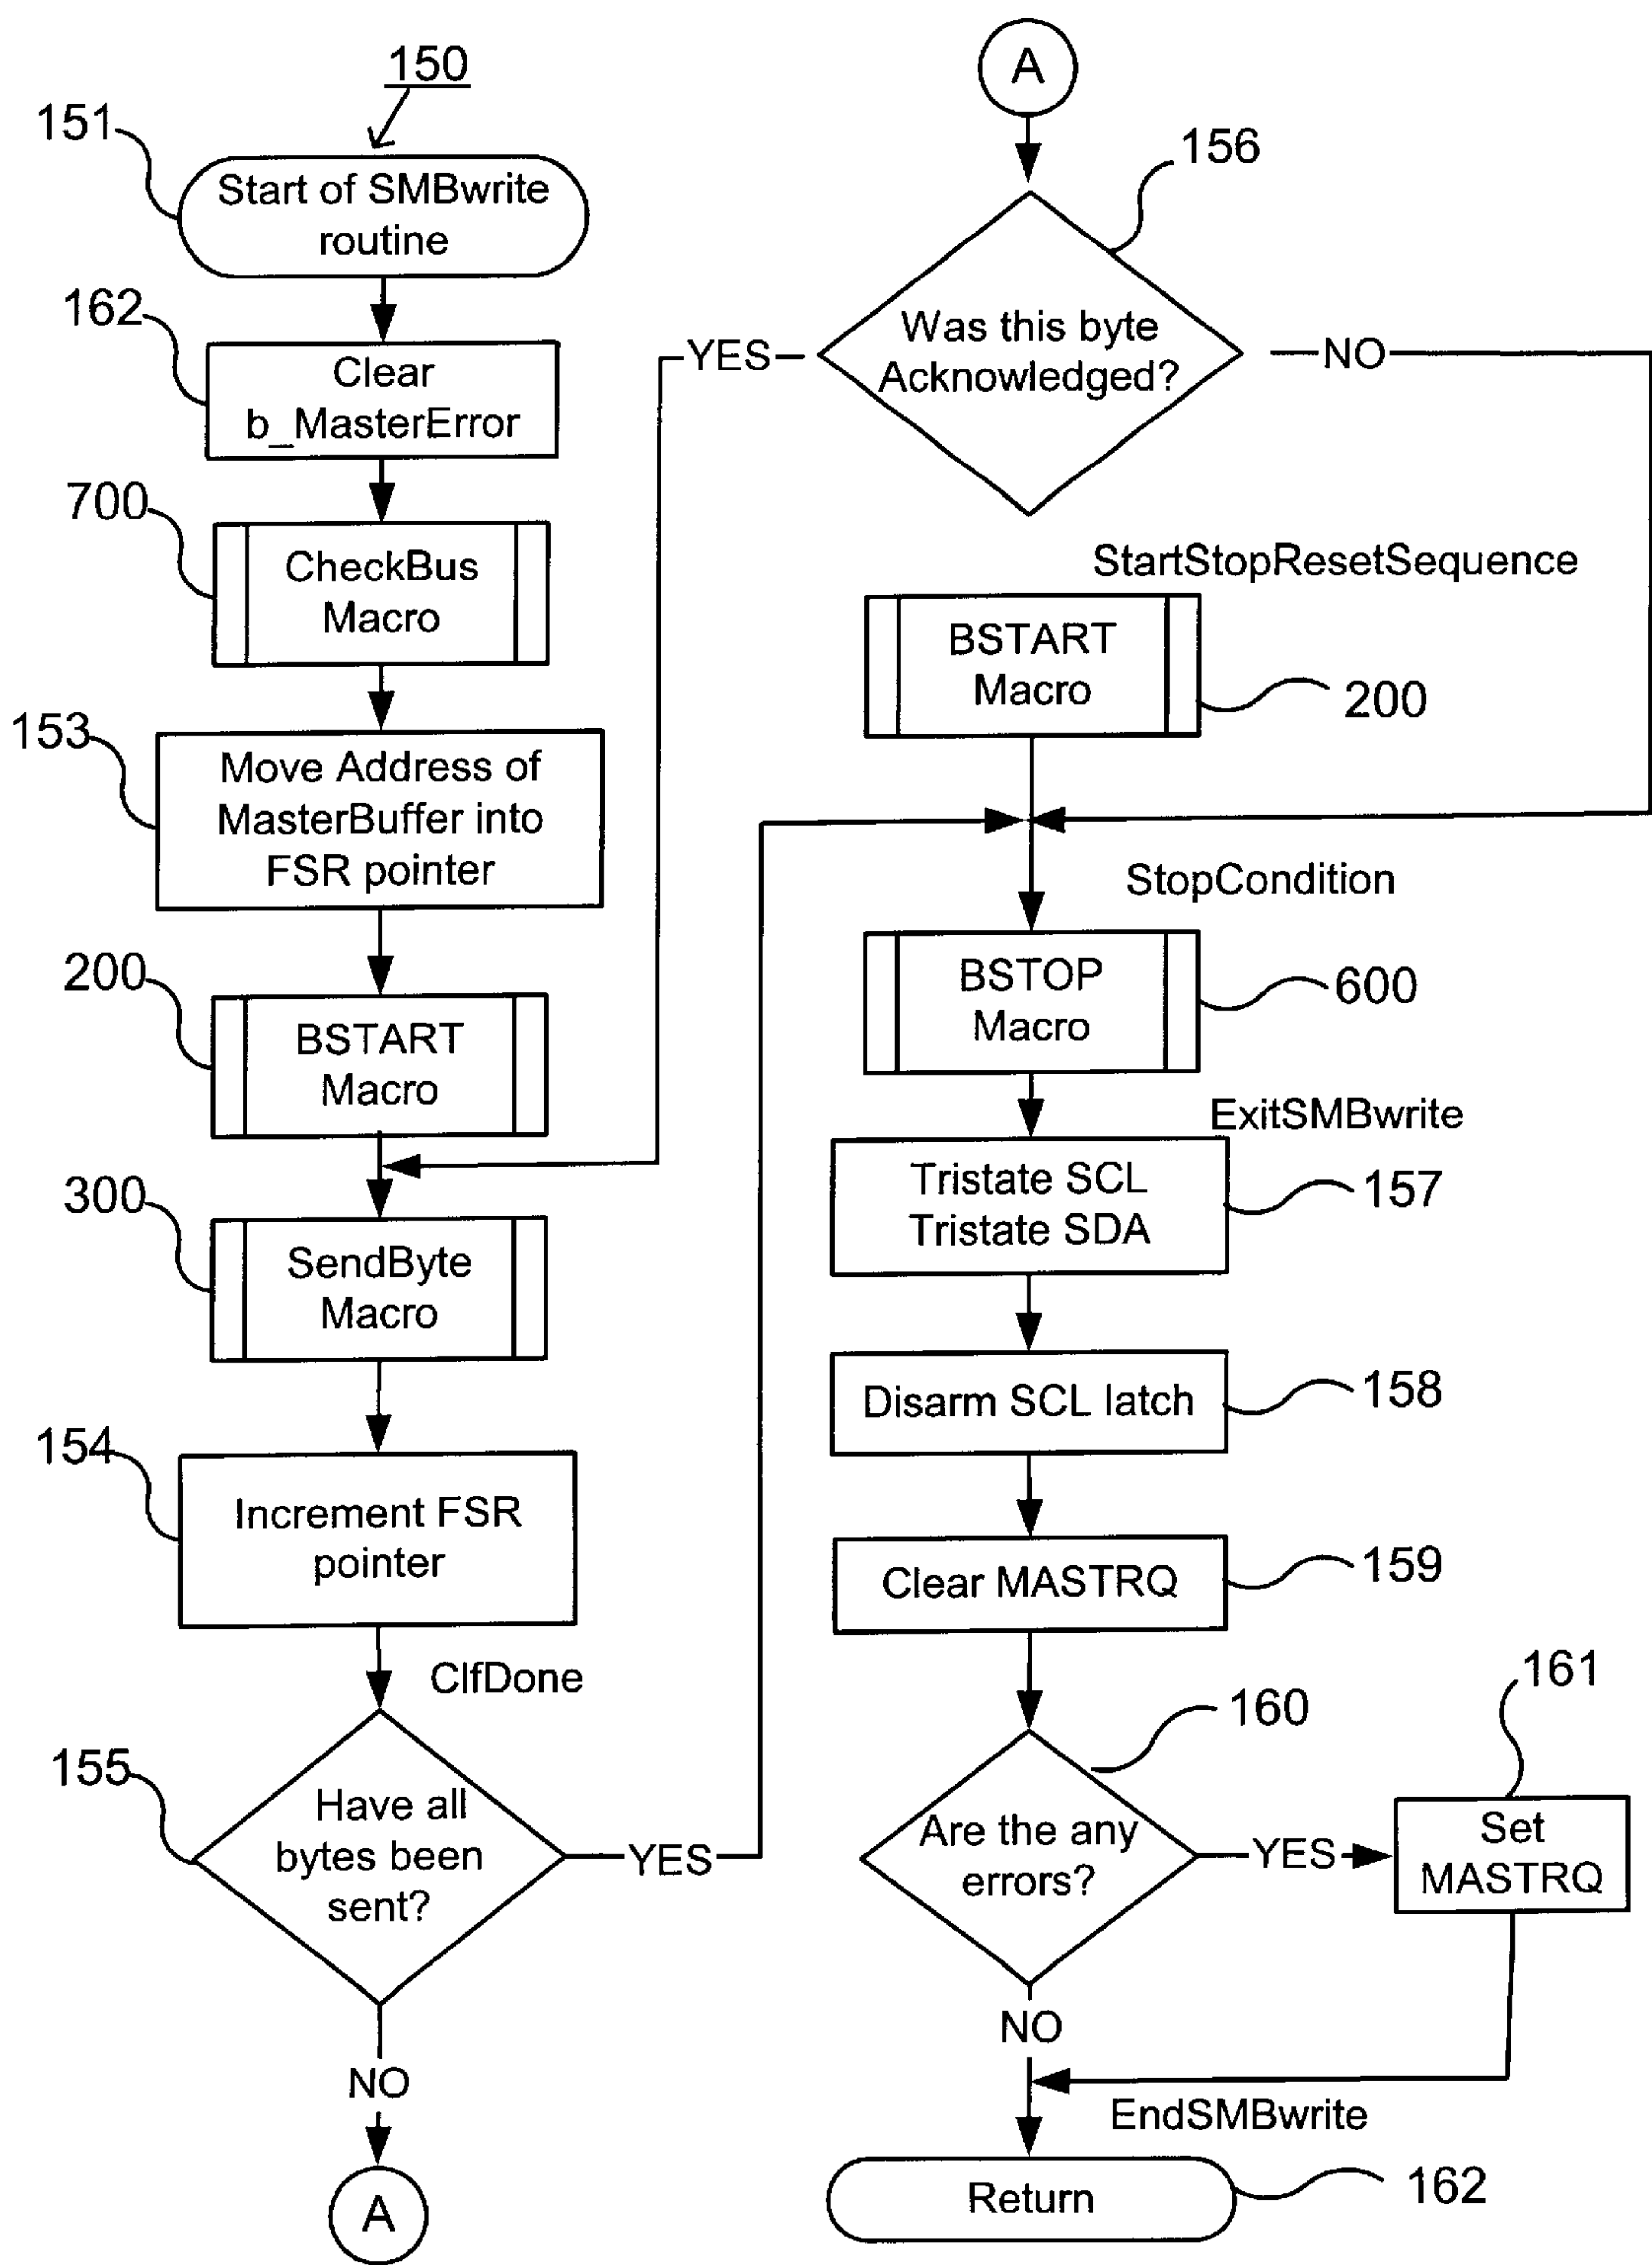 150
151
Start of SMBwrite
routine
162
Clear
b_MasterError
700
CheckBus
Macro
153
Move Address of
MasterBuffer into
FSR pointer
200
BSTART
Macro
300
SendByte
Macro
154
Increment FSR
pointer
CIfDone
155
Have all
bytes been
sent?
YES
NO
A
A
156
Was this byte
Acknowledged?
YES
NO
StartStopResetSequence
BSTART
Macro
200
StopCondition
BSTOP
Macro
600
ExitSMBwrite
Tristate SCL
Tristate SDA
157
Disarm SCL latch
158
Clear MASTRQ
159
160
Are the any
errors?
YES
161
Set
MASTRQ
NO
EndSMBwrite
Return
162